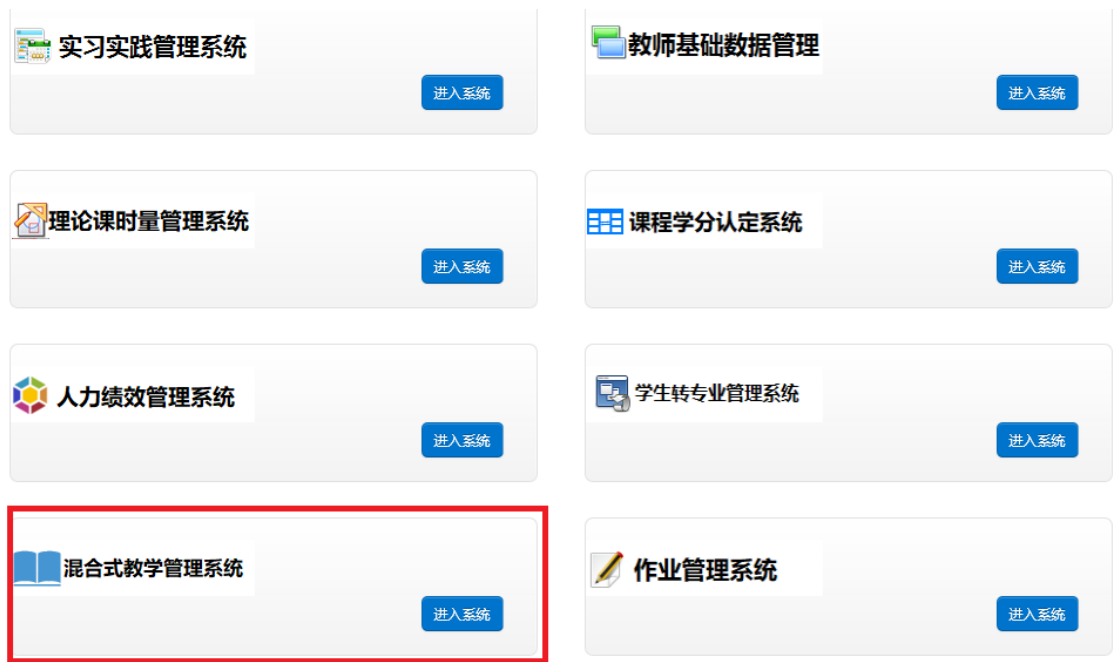 实习实践管理系统
教师基础数据管理
进入系统
进入系统
理论课时量管理系统
课程学分认定系统
进入系统
进入系统
人力绩效管理系统
学生转专业管理系统
进入系统
进入系统
混合式教学管理系统
作业管理系统
进入系统
进入系统